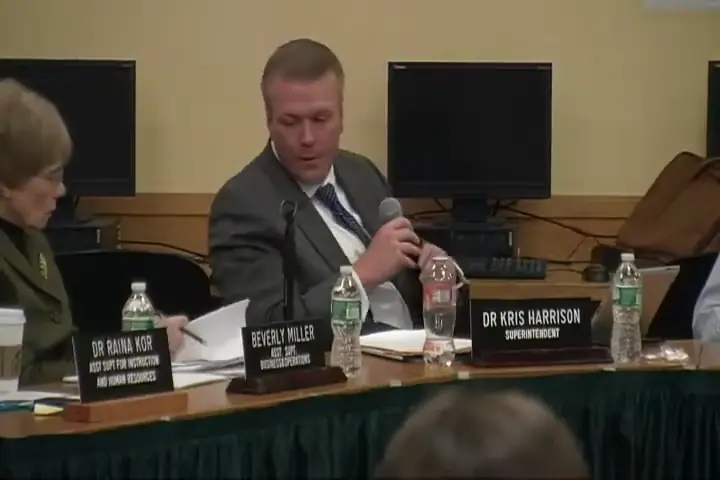 DR RAINA KOR
ASST SUPT FOR INSTRUCTION
AND HUMAN RESOURCES
BEVERLY MILLER
ASST. SUPT
BUSINESS/OPERATIONS
DR KRIS HARRISON
SUPERINTENDENT